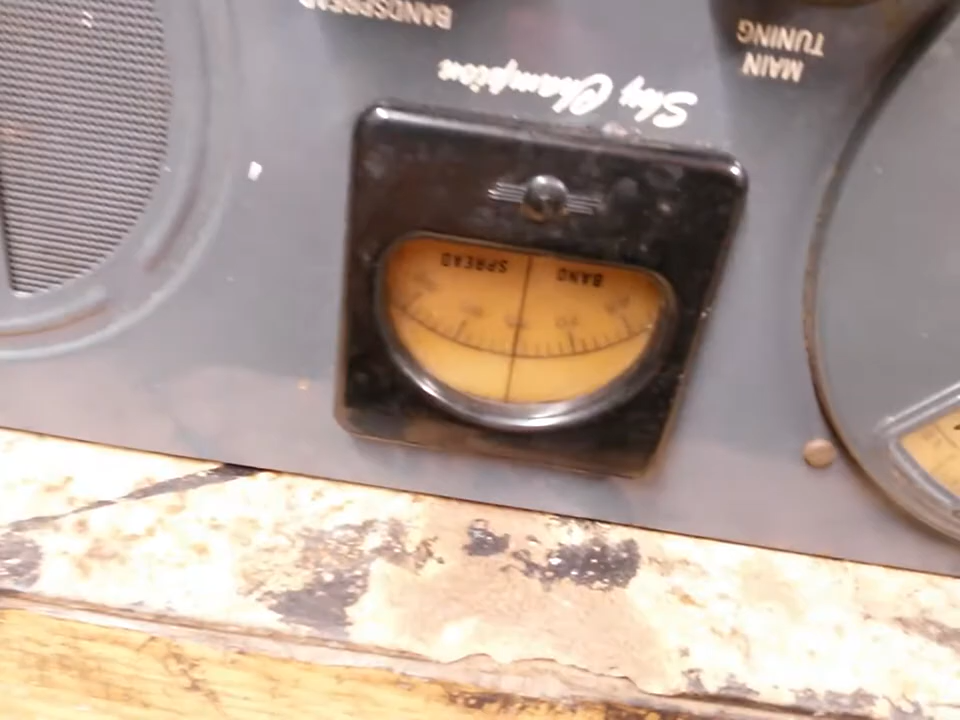 BAND SPREAD
Sky Champion
MAIN
TUNING
BANDSPREAD